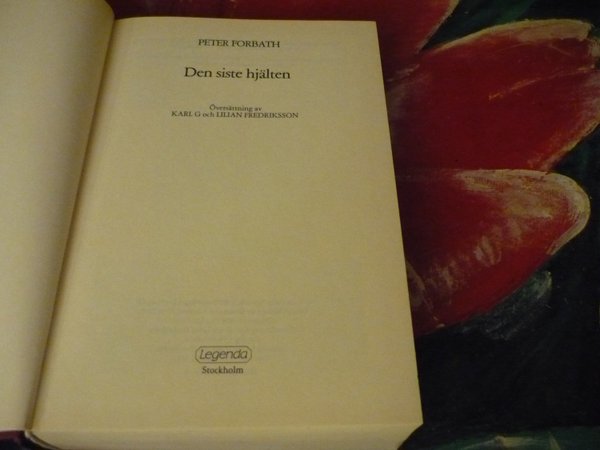 PETER FORBATH
Den siste hjälten
Översättning av
KARL G och LILIAN FREDRIKSSON
Legenda
Stockholm